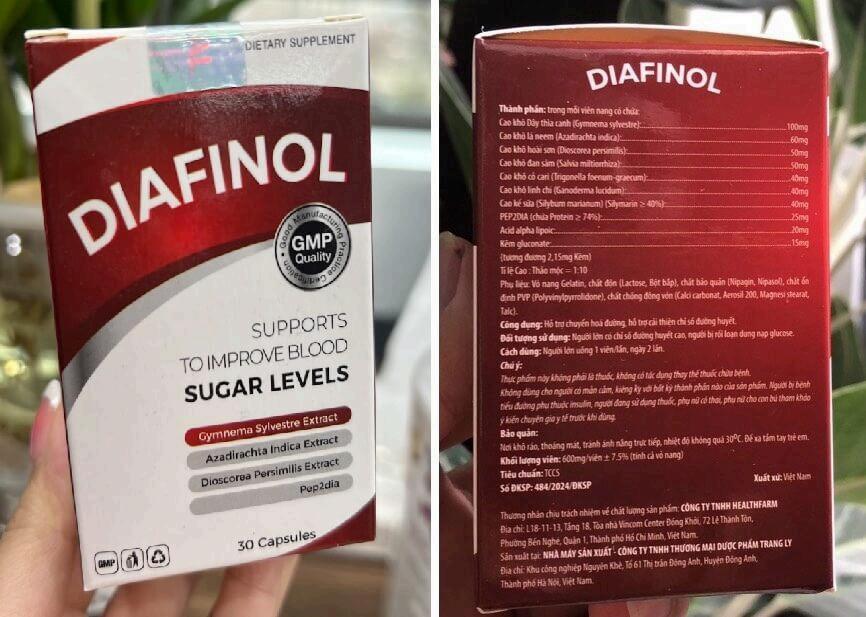 DIETARY SUPPLEMENT
DIAFINOL
Good Manufacturing Practice Certification
GMP
Quality
SUPPORTS
TO IMPROVE BLOOD
SUGAR LEVELS
Gymnema Sylvestre Extract
Azadirachta Indica Extract
Dioscorea Persimilis Extract
Pep2dia
30 Capsules
GMP
DIAFINOL
Thành phần: trong mỗi viên nang có chứa:
Cao khô Dây thìa canh (Gymnema sylvestre):.......100mg
Cao khô lá neem (Azadirachta indica):.......60mg
Cao khô hoài sơn (Dioscorea persimilis):.......50mg
Cao khô đan sâm (Salvia miltiorrhiza):.......50mg
Cao khô cỏ cari (Trigonella foenum-graecum):.......40mg
Cao khô linh chi (Ganoderma lucidum):.......40mg
Cao kế sữa (Silybum marianum) (Silymarin ≥ 40%):.......40mg
PEP2DIA (chứa Protein ≥ 74%):.......25mg
Acid alpha lipoic:.......20mg
Kẽm gluconate:.......15mg
(tương đương 2,15mg Kẽm)
Tỉ lệ Cao : Thảo mộc = 1:10
Phụ liệu: Vỏ nang Gelatin, chất độn (Lactose, Bột bắp), chất bảo quản (Nipagin, Nipasol), chất ổn
định PVP (Polyvinylpyrrolidone), chất chống đông vón (Calci carbonat, Aerosil 200, Magnesi stearat,
Talc).
Công dụng: Hỗ trợ chuyển hoá đường, hỗ trợ cải thiện chỉ số đường huyết.
Đối tượng sử dụng: Người lớn có chỉ số đường huyết cao, người bị rối loạn dung nạp glucose.
Cách dùng: Người lớn uống 1 viên/lần, ngày 2 lần.
Chú ý:
Thực phẩm này không phải là thuốc, không có tác dụng thay thế thuốc chữa bệnh.
Không dùng cho người có mẫn cảm, kiêng kỵ với bất kỳ thành phần nào của sản phẩm. Người bị bệnh
tiểu đường phụ thuộc insulin, người đang sử dụng thuốc, phụ nữ có thai, phụ nữ cho con bú tham khảo
ý kiến chuyên gia y tế trước khi dùng.
Bảo quản:
Nơi khô ráo, thoáng mát, tránh ánh nắng trực tiếp, nhiệt độ không quá 30⁰C. Để xa tầm tay trẻ em.
Khối lượng viên: 600mg/viên ± 7.5% (tính cả vỏ nang)
Tiêu chuẩn: TCCS
Số ĐKSP: 484/2024/ĐKSP
Xuất xứ: Việt Nam
Thương nhân chịu trách nhiệm về chất lượng sản phẩm: CÔNG TY TNHH HEALTHFARM
Địa chỉ: L18-11-13, Tầng 18, Tòa nhà Vincom Center Đồng Khởi, 72 Lê Thánh Tôn,
Phường Bến Nghé, Quận 1, Thành phố Hồ Chí Minh, Việt Nam.
Sản xuất tại: NHÀ MÁY SẢN XUẤT - CÔNG TY TNHH THƯƠNG MẠI DƯỢC PHẨM TRANG LY
Địa chỉ: Khu công nghiệp Nguyên Khê, Tổ 61 Thị trấn Đông Anh, Huyện Đông Anh,
Thành phố Hà Nội, Việt Nam.